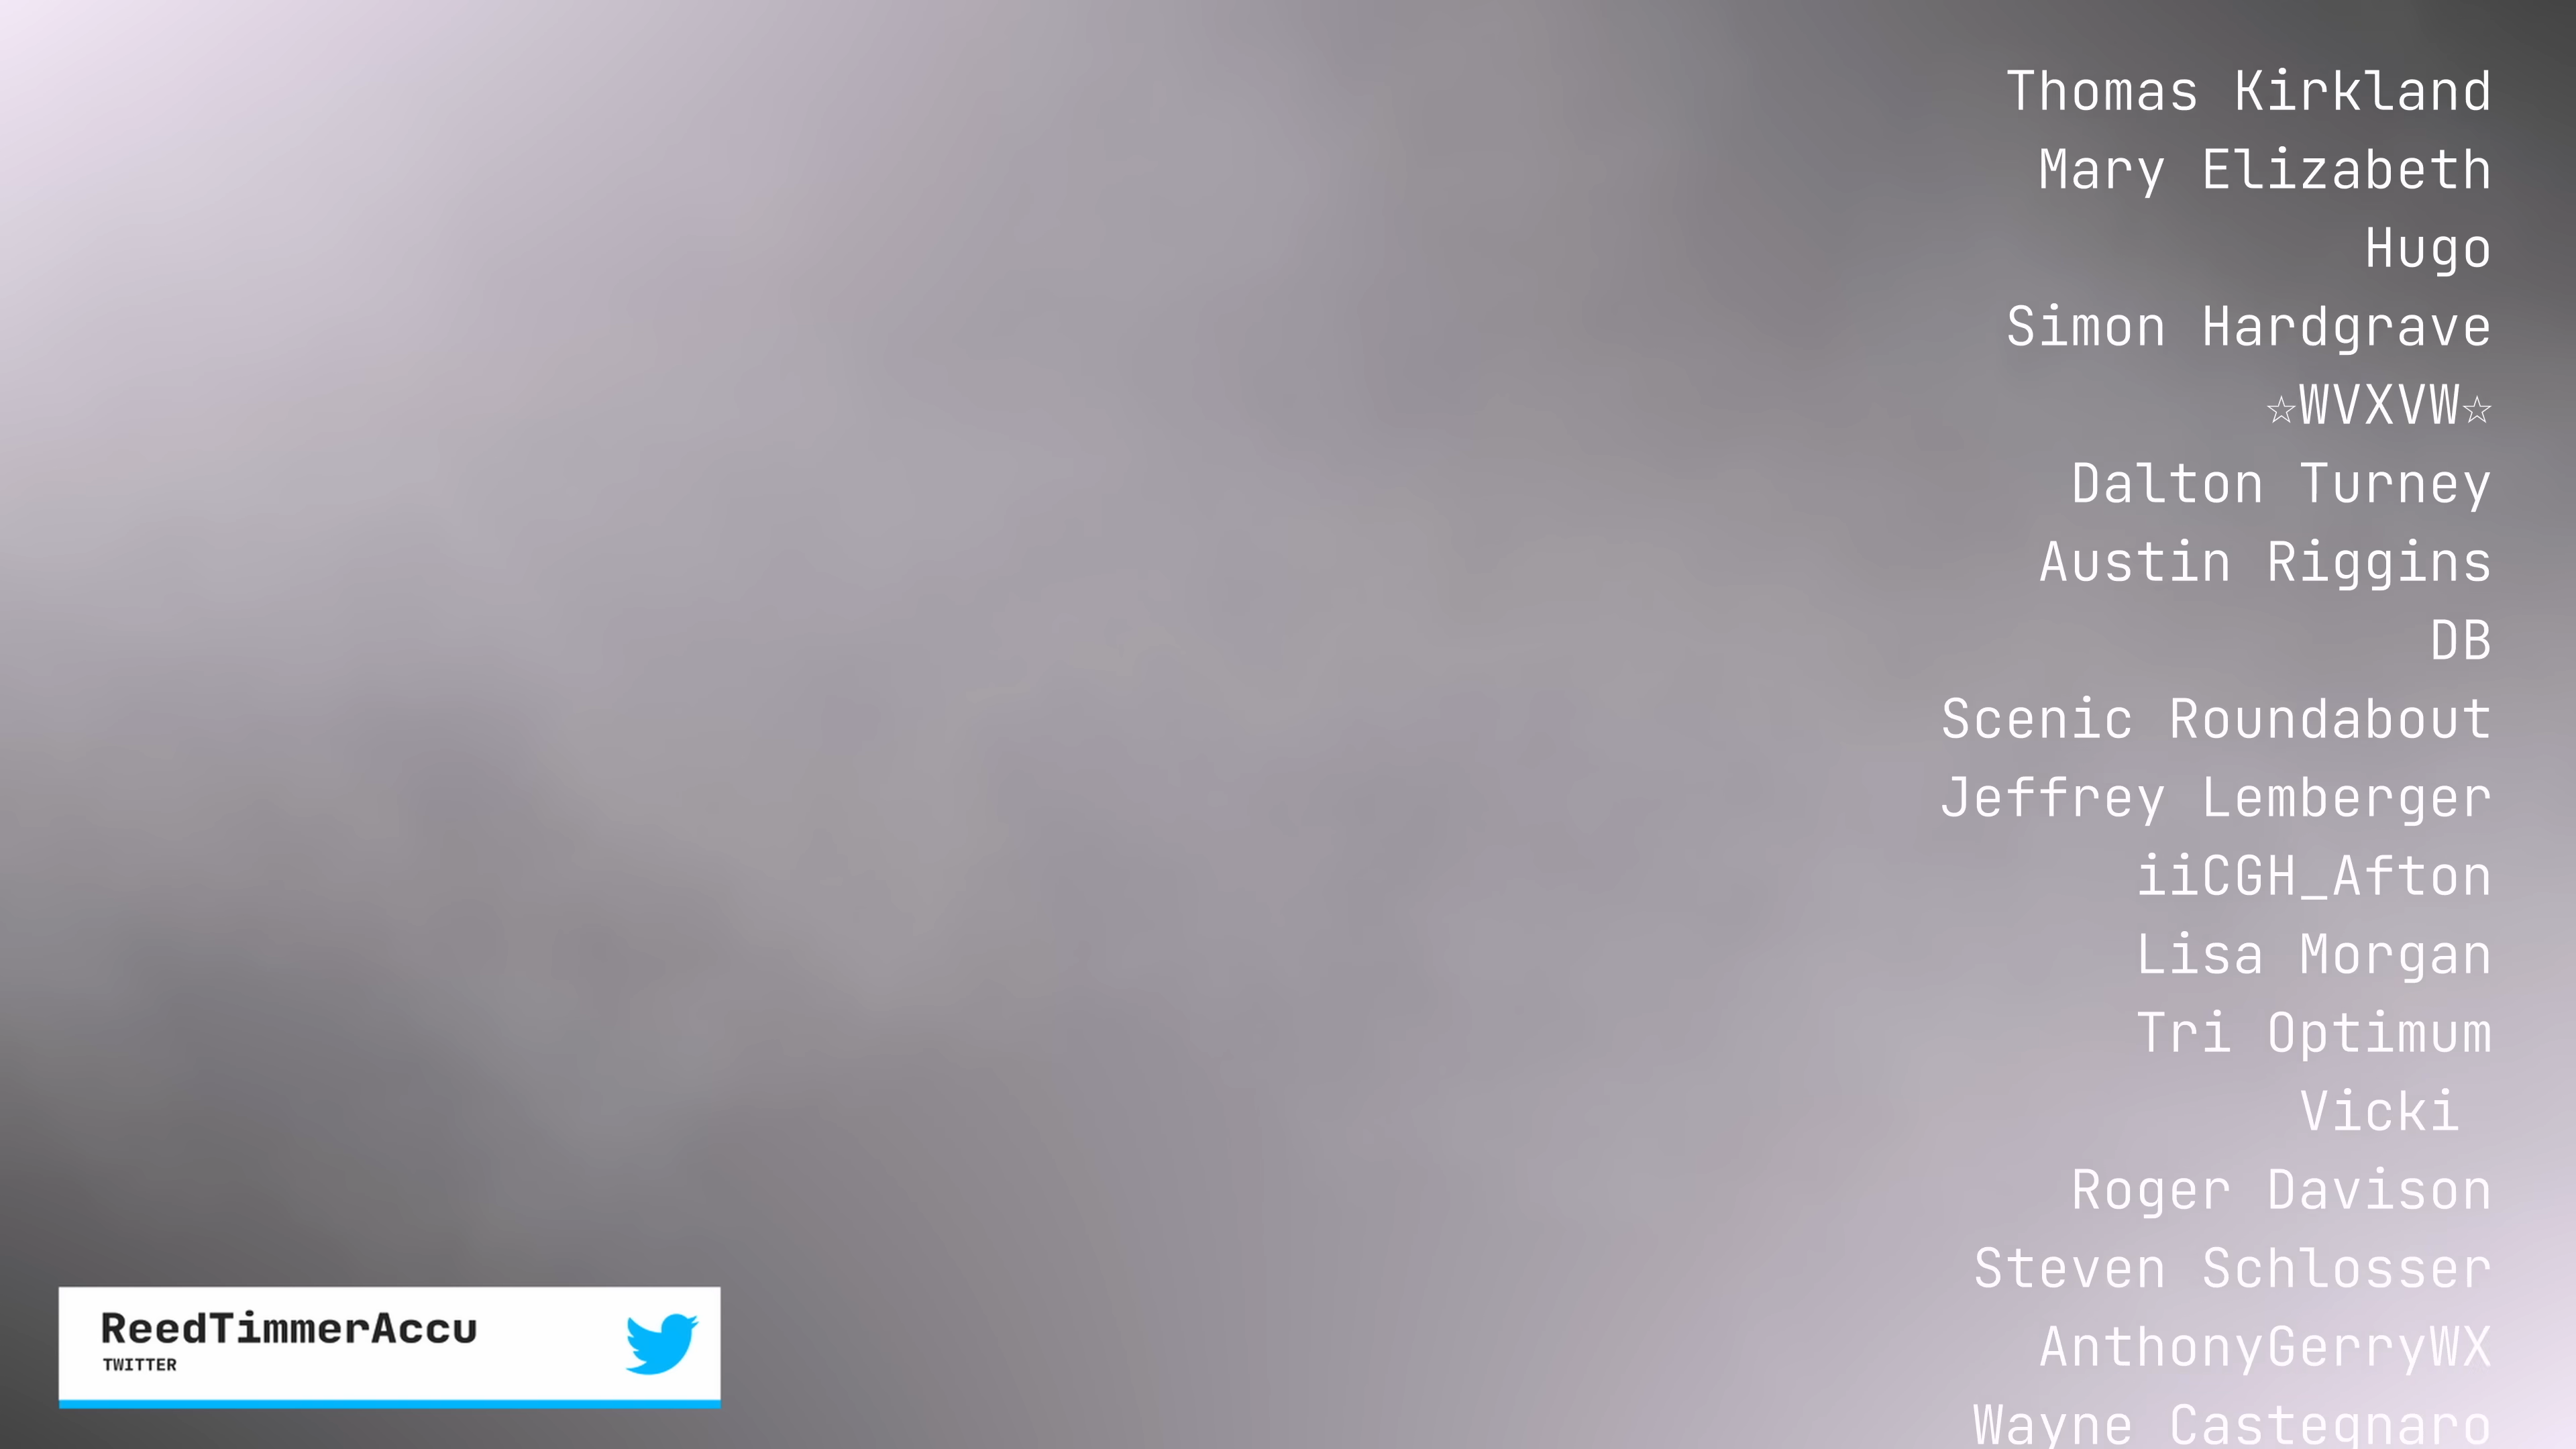 Thomas Kirkland
Mary Elizabeth
Hugo
Simon Hardgrave
☆WVXVW☆
Dalton Turney
Austin Riggins
DB
Scenic Roundabout
Jeffrey Lemberger
iiCGH_Afton
Lisa Morgan
Tri Optimum
Vicki
Roger Davison
Steven Schlosser
AnthonyGerryWX
Wayne Castegnaro
ReedTimmerAccu
TWITTER